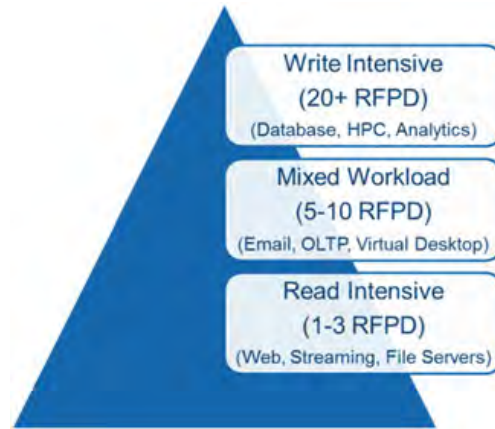 Write Intensive
(20+ RFPD)
(Database, HPC, Analytics)
Mixed Workload
(5-10 RFPD)
(Email, OLTP, Virtual Desktop)
Read Intensive
(1-3 RFPD)
(Web, Streaming, File Servers)